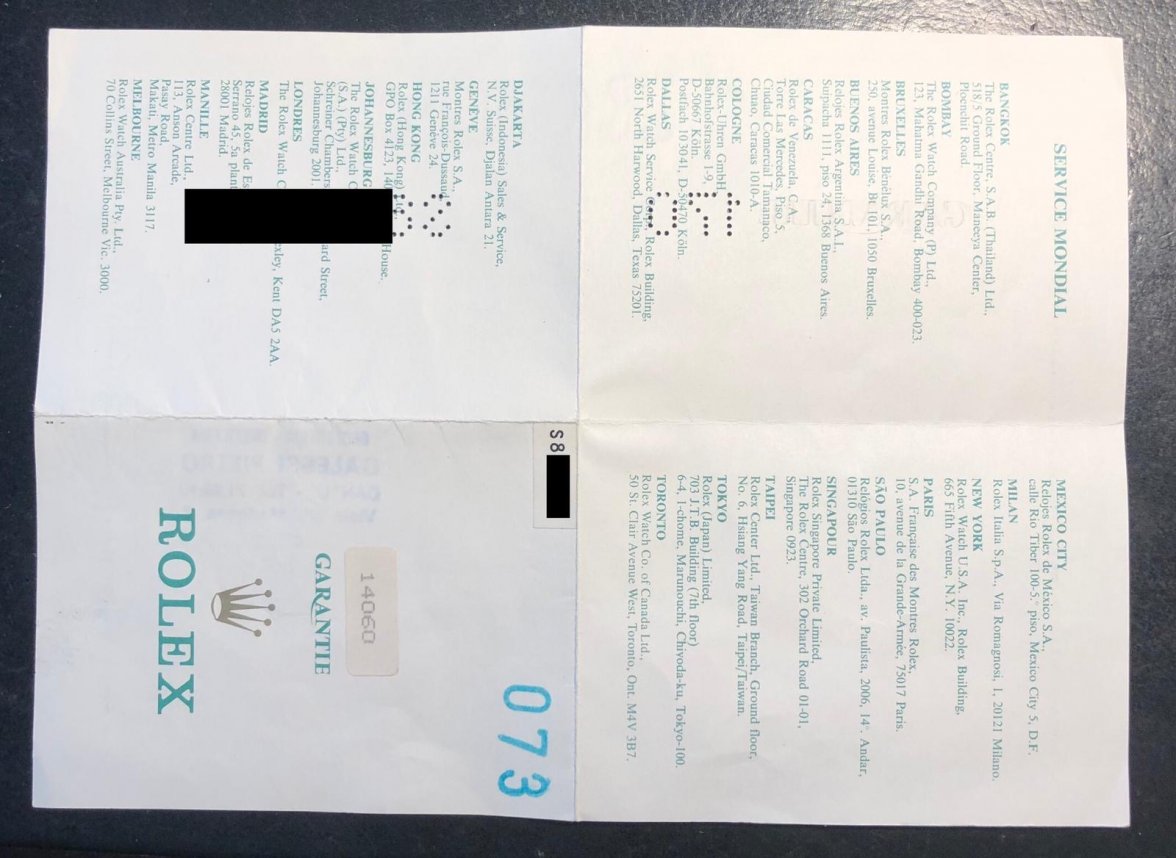 SERVICE MONDIAL
BANGKOK
The Rolex Centre, S.A.B. (Thailand) Ltd.,
518,5 Ground Floor, Maneeya Center,
Ploenchit Road
BOMBAY
The Rolex Watch Company (P) Ltd.,
123, Mahatma Gandhi Road, Bombay 400-023.
BRUXELLES
Montres Rolex Benélux S.A.,
250, avenue Louise, Bt 101, 1050 Bruxelles.
BUENOS AIRES
Relojes Rolex Argentina S.A.I.,
Suipacha 1111, piso 24, 1368 Buenos Aires.
CARACAS
Rolex de Venezuela, C.A.,
Torre Las Mercedes, Piso 5,
Ciudad Comercial Tamanaco,
Chuao, Caracas 1010-A.
COLOGNE
Rolex-Uhren GmbH,
Bahnhofstrasse 1-9,
D-50667 Köln.
Postfach 103041, D-50470 Köln.
DALLAS
Rolex Watch Service Corp., Rolex Building,
2651 North Harwood, Dallas, Texas 75201.
MEXICO CITY
Relojes Rolex de México S.A.,
calle Rio Tiber 100-5° piso, Mexico City 5, D.F.
MILAN
Rolex Italia S.p.A., Via Romagnosi, 1, 20121 Milano.
NEW YORK
Rolex Watch U.S.A. Inc., Rolex Building,
665 Fifth Avenue, N.Y. 10022.
PARIS
S.A. Française des Montres Rolex,
10, avenue de la Grande-Armée, 75017 Paris.
SÃO PAULO
Relógios Rolex Ltda., av. Paulista, 2006, 14° Andar,
01310 São Paulo.
SINGAPOUR
Rolex Singapore Private Limited,
The Rolex Centre, 302 Orchard Road 01-01,
Singapore 0923.
TAIPEI
Rolex Center Ltd., Taiwan Branch, Ground floor,
No. 6, Hsiang Yang Road, Taipei/Taiwan.
TOKYO
Rolex (Japan) Limited,
703 J.T.B. Building (7th floor)
6-4, 1-chome, Marunouchi, Chiyoda-ku, Tokyo-100.
TORONTO
Rolex Watch Co. of Canada Ltd.,
50 St. Clair Avenue West, Toronto, Ont. M4V 3B7.
DJAKARTA
Rolex (Indonesia) Sales & Service,
N.V. Suisse, Djalan Antara 21.
GENÈVE
Montres Rolex S.A.,
rue François-Dussaud,
1211 Genève 24.
HONG KONG
Rolex (Hong Kong)
GPO Box 4123, House.
JOHANNESBURG
The Rolex Watch
(S.A.) (Pty) Ltd.,
Schreiner Chambers Street,
Johannesburg 2001.
LONDRES
The Rolex Watch Kent DA5 2AA.
MADRID
Relojes Rolex de
Serrano 45, 5a
28001 Madrid.
MANILLE
Rolex Centre Ltd.,
113, Anson Arcade,
Pasay Road,
Makati, Metro Manila 3117.
MELBOURNE
Rolex Watch Australia Pty. Ltd.,
70 Collins Street, Melbourne Vic. 3000.
S8
073
14060
GARANTIE
ROLEX